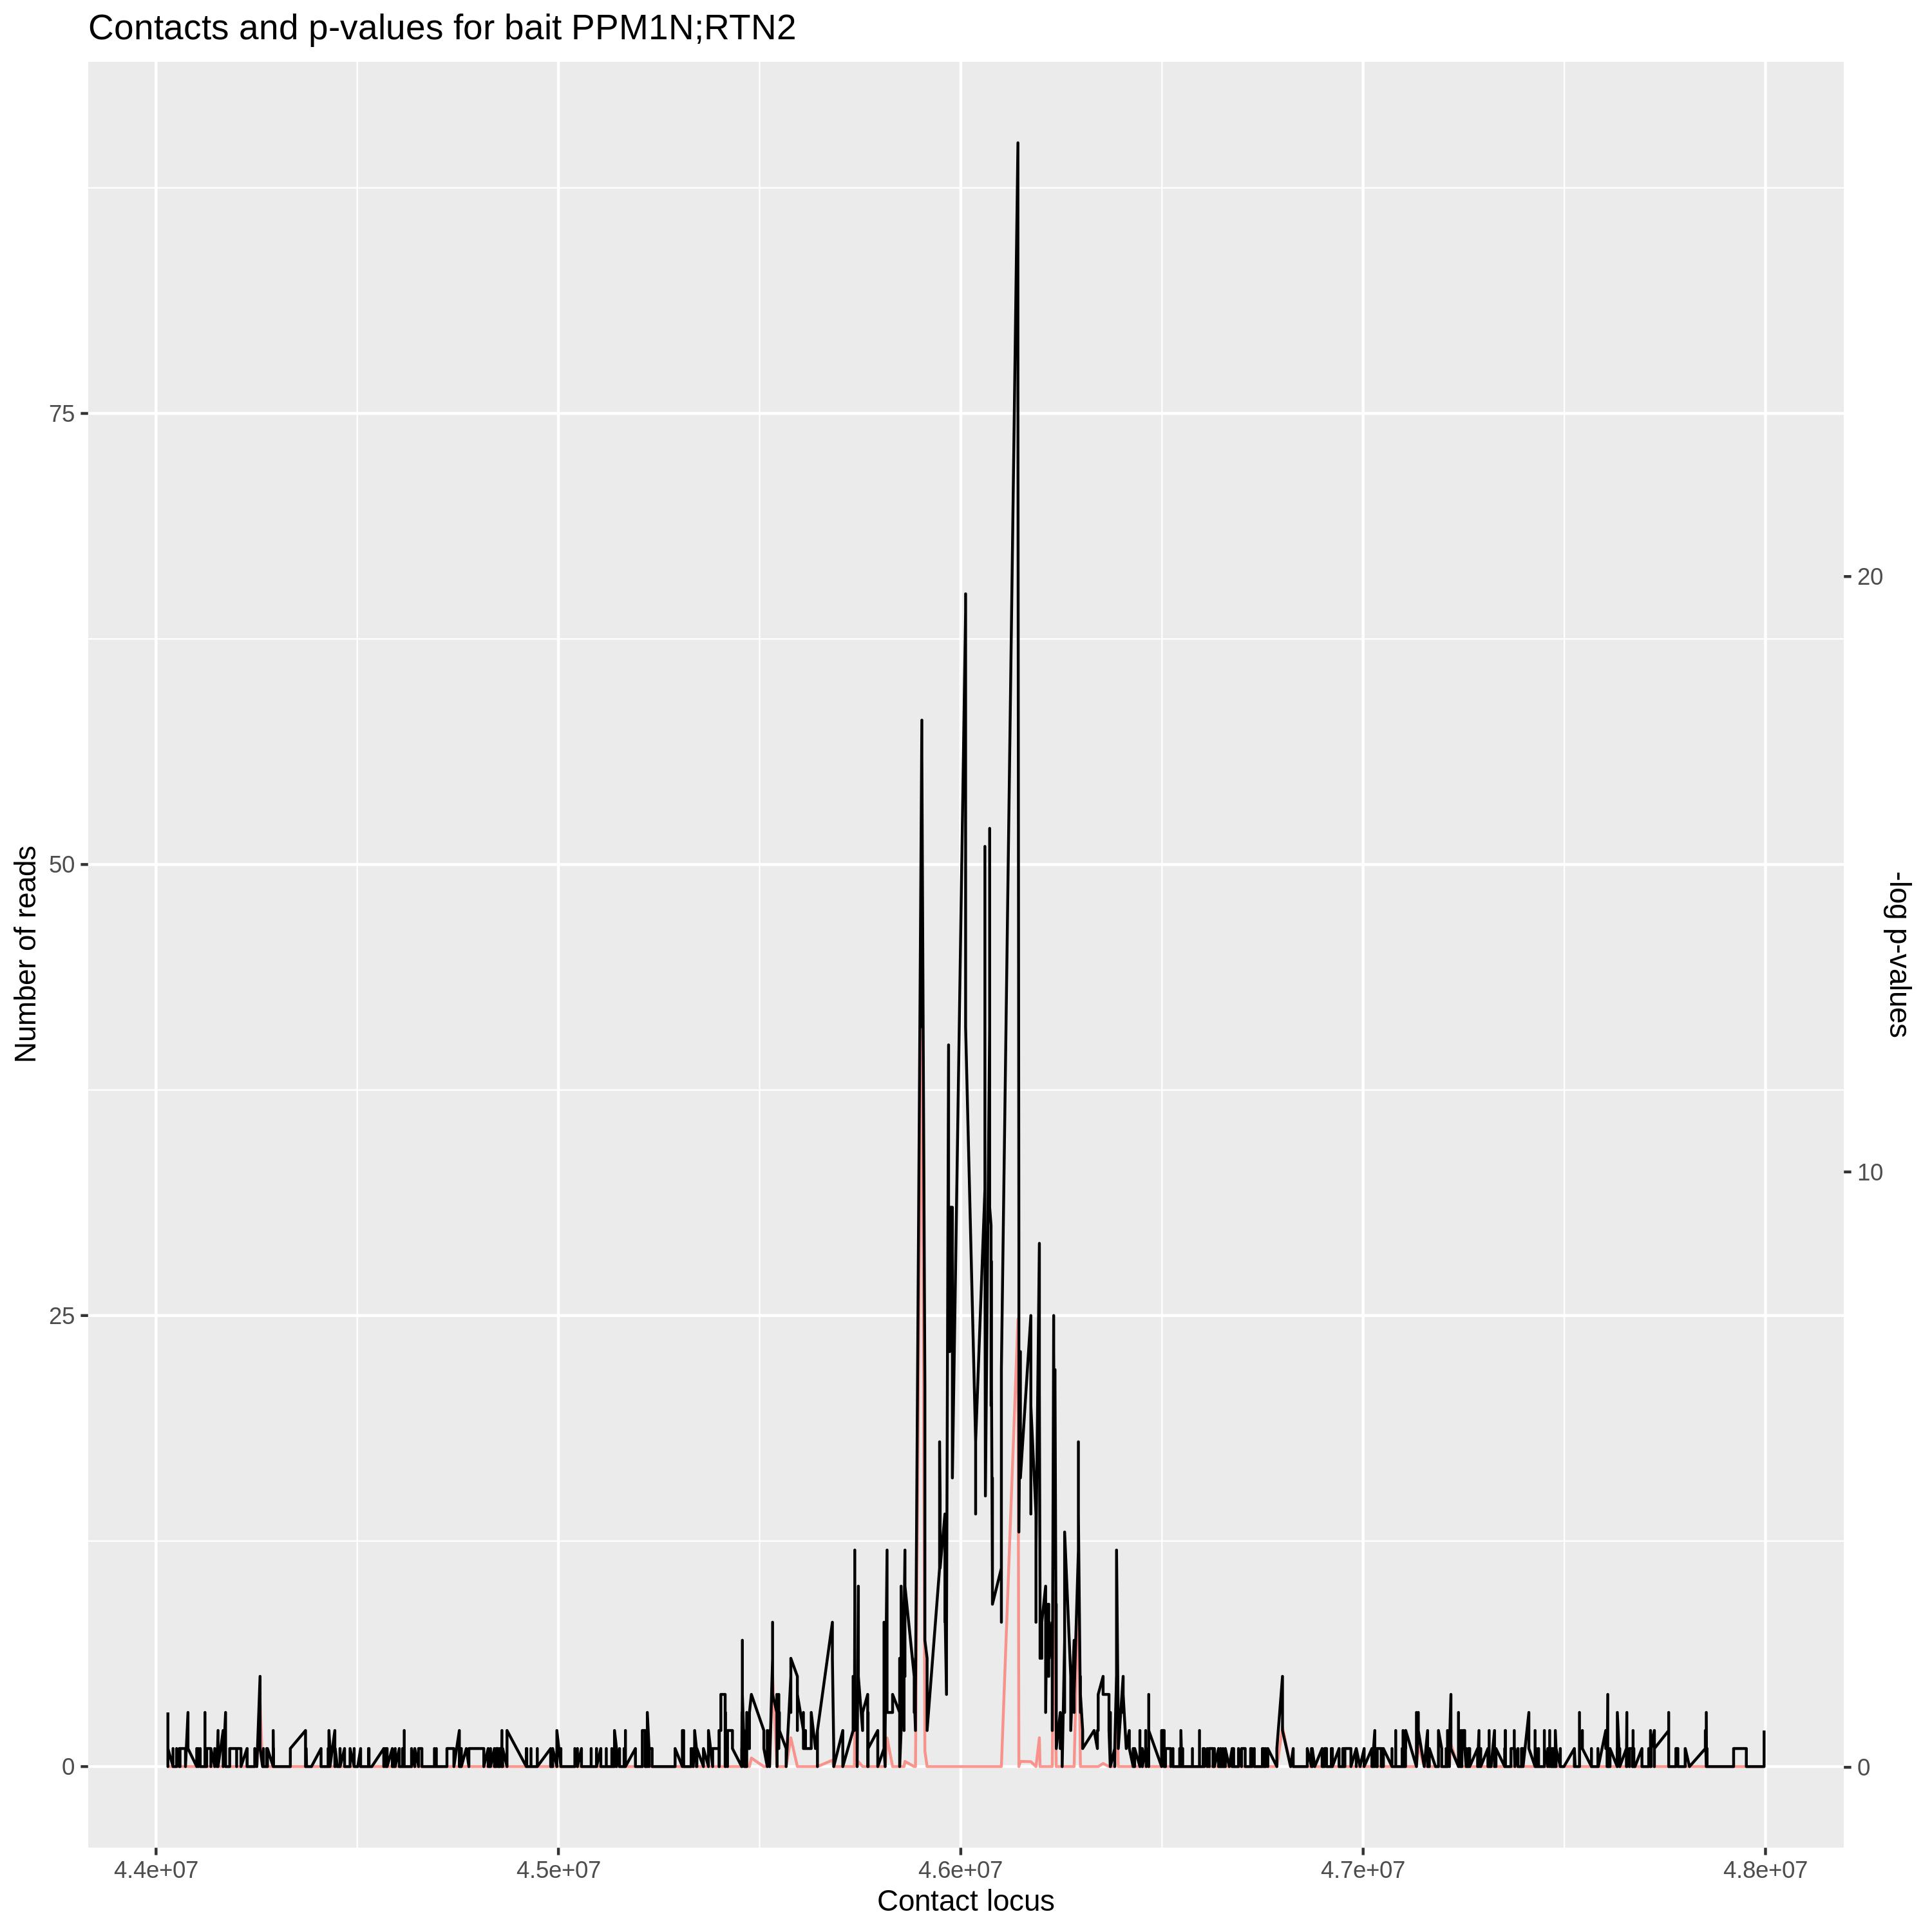 Contacts and p-values for bait PPM1N;RTN2
75
50
25
0
Number of reads
20
10
0
-log p-values
4.4e+07 4.5e+07 4.6e+07 4.7e+07 4.8e+07
Contact locus